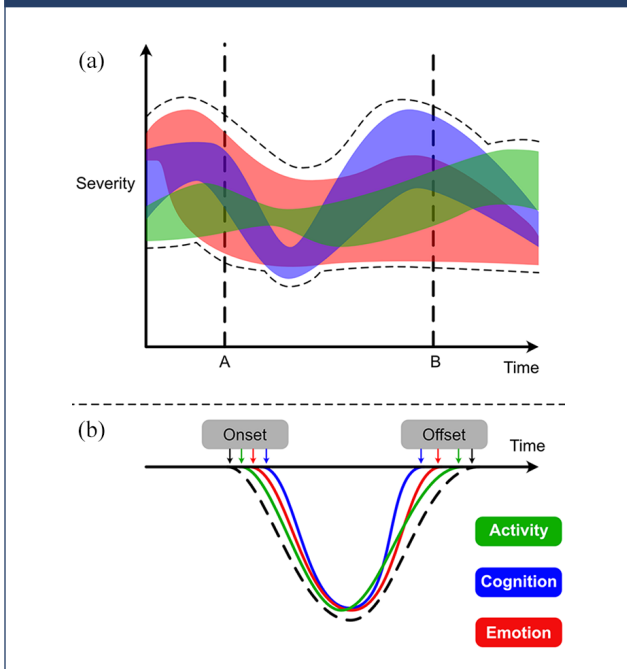 (a)
Severity
A
B
Time
(b)
Onset
Offset
Time
Activity
Cognition
Emotion